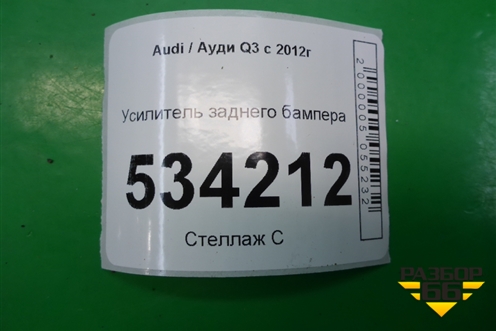 Audi / Ауди Q3 с 2012г
Усилитель заднего бампера
534212
Стеллаж С
2000005055232
РАЗБОР
66